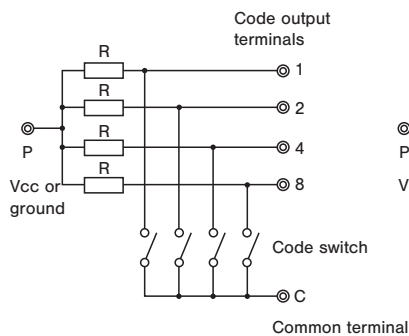 Code output
terminals
R
1
R
2
P
P
R
4
Vcc or
ground
V
R
8
Code switch
C
Common terminal